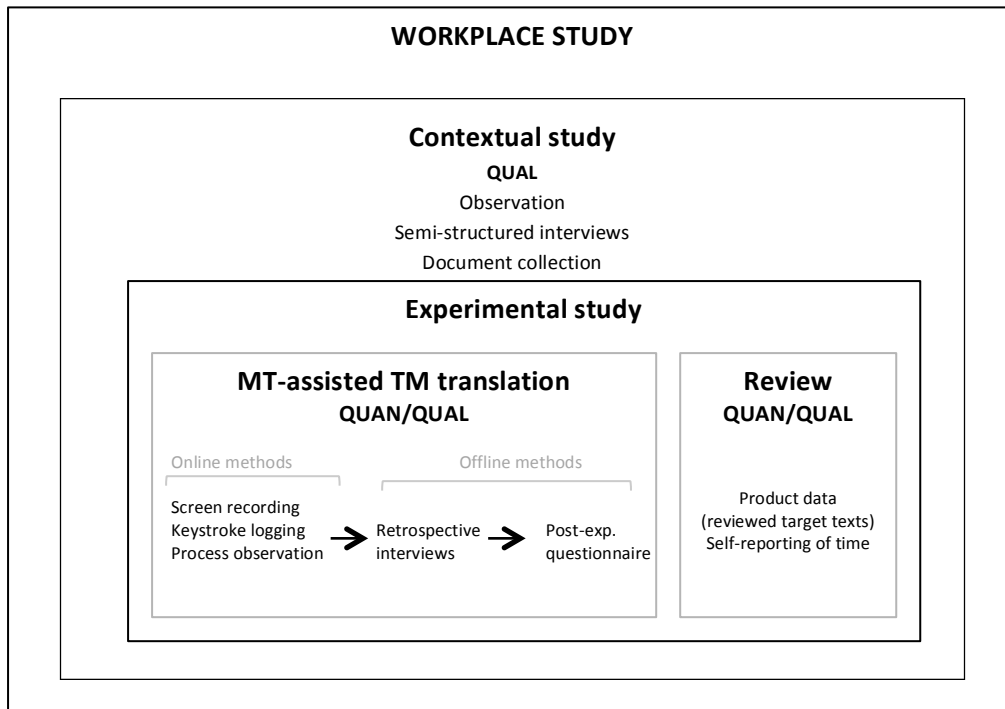 WORKPLACE STUDY
Contextual study
QUAL
Observation
Semi-structured interviews
Document collection
Experimental study
MT-assisted TM translation
QUAN/QUAL
Online methods
Offline methods
Screen recording
Keystroke logging
Process observation
Retrospective
interviews
Post-exp.
questionnaire
Review
QUAN/QUAL
Product data
(reviewed target texts)
Self-reporting of time